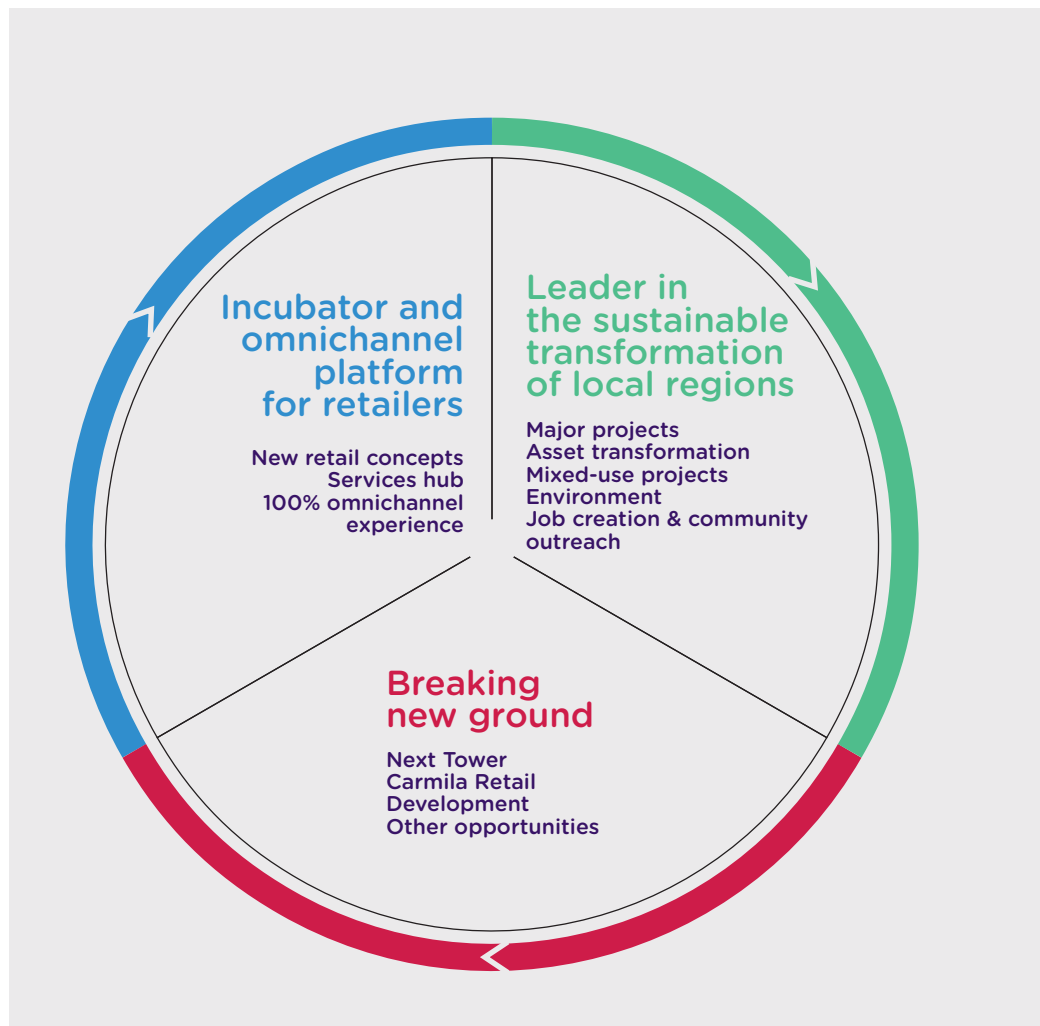 Incubator and
omnichannel
platform
for retailers
New retail concepts
Services hub
100% omnichannel
experience
Leader in
the sustainable
transformation
of local regions
Major projects
Asset transformation
Mixed-use projects
Environment
Job creation & community
outreach
Breaking
new ground
Next Tower
Carmila Retail
Development
Other opportunities